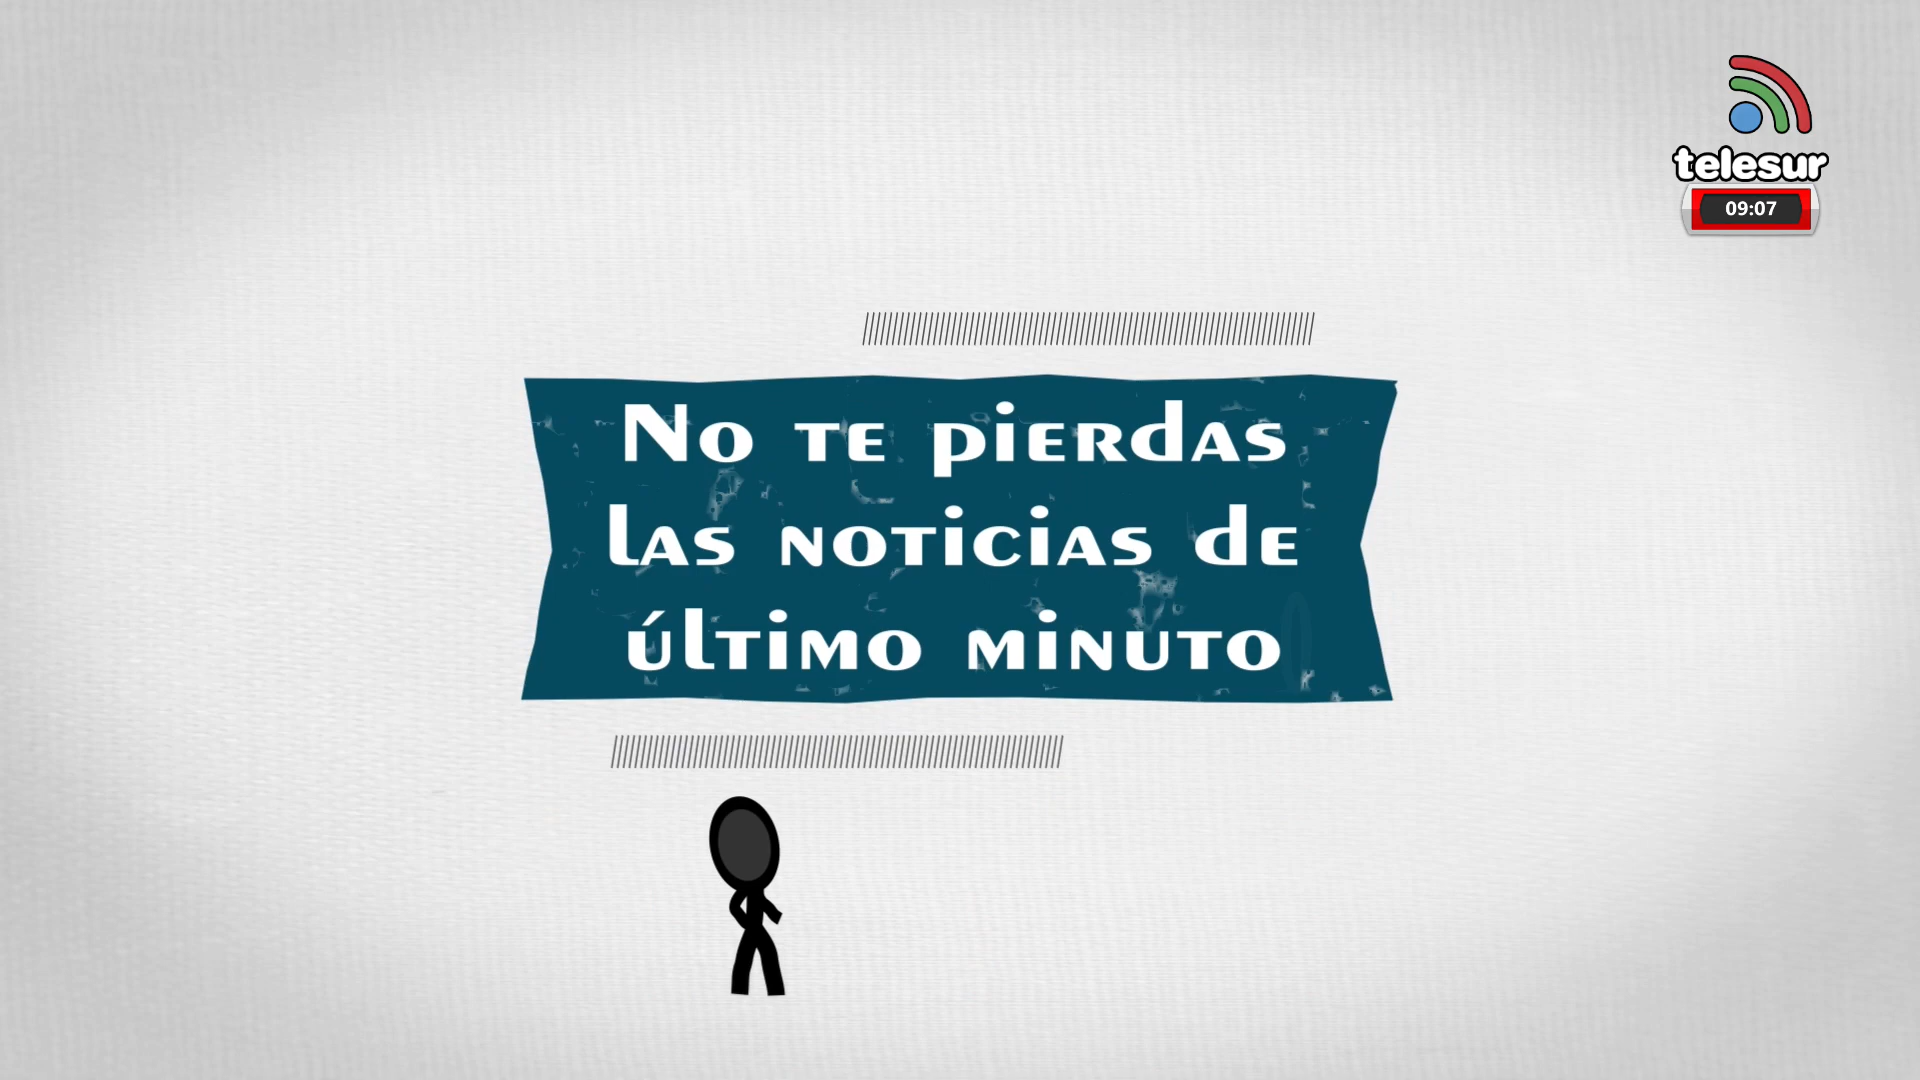 telesur
09:07
No te pierdas
las noticias de
último minuto